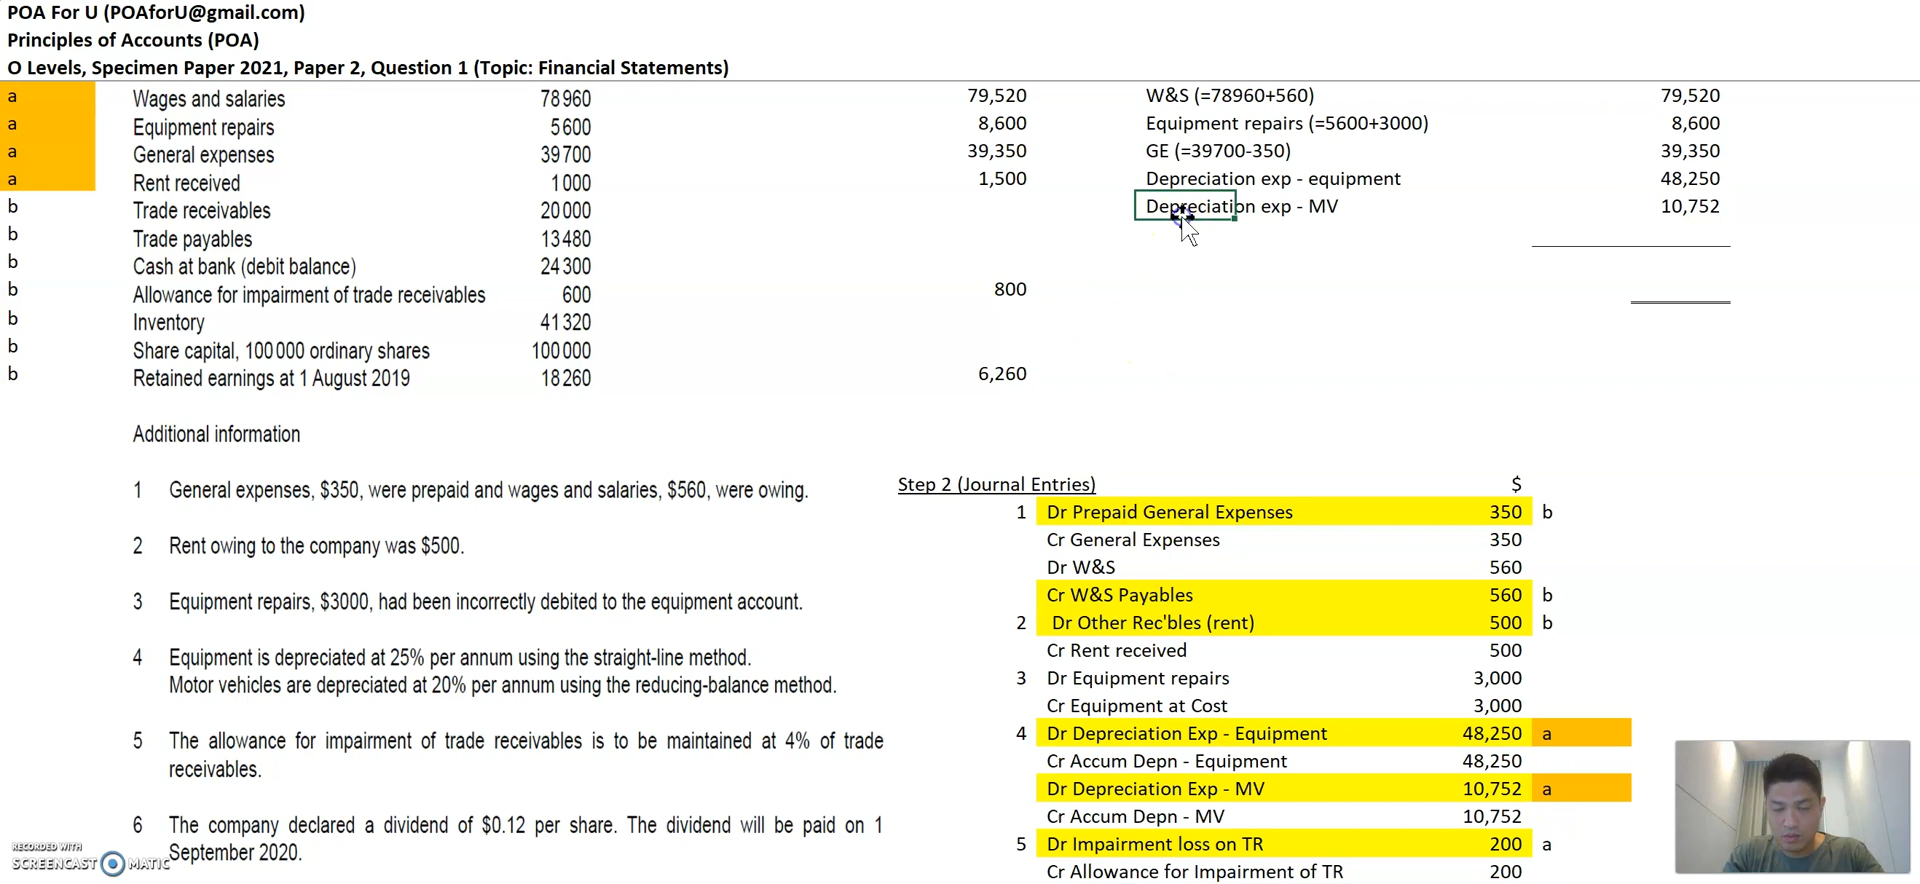 POA For U (POAforU@gmail.com)
Principles of Accounts (POA)
O Levels, Specimen Paper 2021, Paper 2, Question 1 (Topic: Financial Statements)
a Wages and salaries 78960 79,520 W&S (=78960+560) 79,520
a Equipment repairs 5600 8,600 Equipment repairs (=5600+3000) 8,600
a General expenses 39700 39,350 GE (=39700-350) 39,350
a Rent received 1000 1,500 Depreciation exp - equipment 48,250
b Trade receivables 20000 Depreciation exp - MV 10,752
b Trade payables 13480
b Cash at bank (debit balance) 24300
b Allowance for impairment of trade receivables 600 800
b Inventory 41320
b Share capital, 100000 ordinary shares 100000
b Retained earnings at 1 August 2019 18260 6,260
Additional information
1 General expenses, $350, were prepaid and wages and salaries, $560, were owing.
2 Rent owing to the company was $500.
3 Equipment repairs, $3000, had been incorrectly debited to the equipment account.
4 Equipment is depreciated at 25% per annum using the straight-line method.
Motor vehicles are depreciated at 20% per annum using the reducing-balance method.
5 The allowance for impairment of trade receivables is to be maintained at 4% of trade
receivables.
6 The company declared a dividend of $0.12 per share. The dividend will be paid on 1
September 2020.
Step 2 (Journal Entries) $
1 Dr Prepaid General Expenses 350 b
Cr General Expenses 350
Dr W&S 560
Cr W&S Payables 560 b
2 Dr Other Rec'bles (rent) 500 b
Cr Rent received 500
3 Dr Equipment repairs 3,000
Cr Equipment at Cost 3,000
4 Dr Depreciation Exp - Equipment 48,250 a
Cr Accum Depn - Equipment 48,250
Dr Depreciation Exp - MV 10,752 a
Cr Accum Depn - MV 10,752
5 Dr Impairment loss on TR 200 a
Cr Allowance for Impairment of TR 200
RECORDED WITH
SCREENCAST MATIC